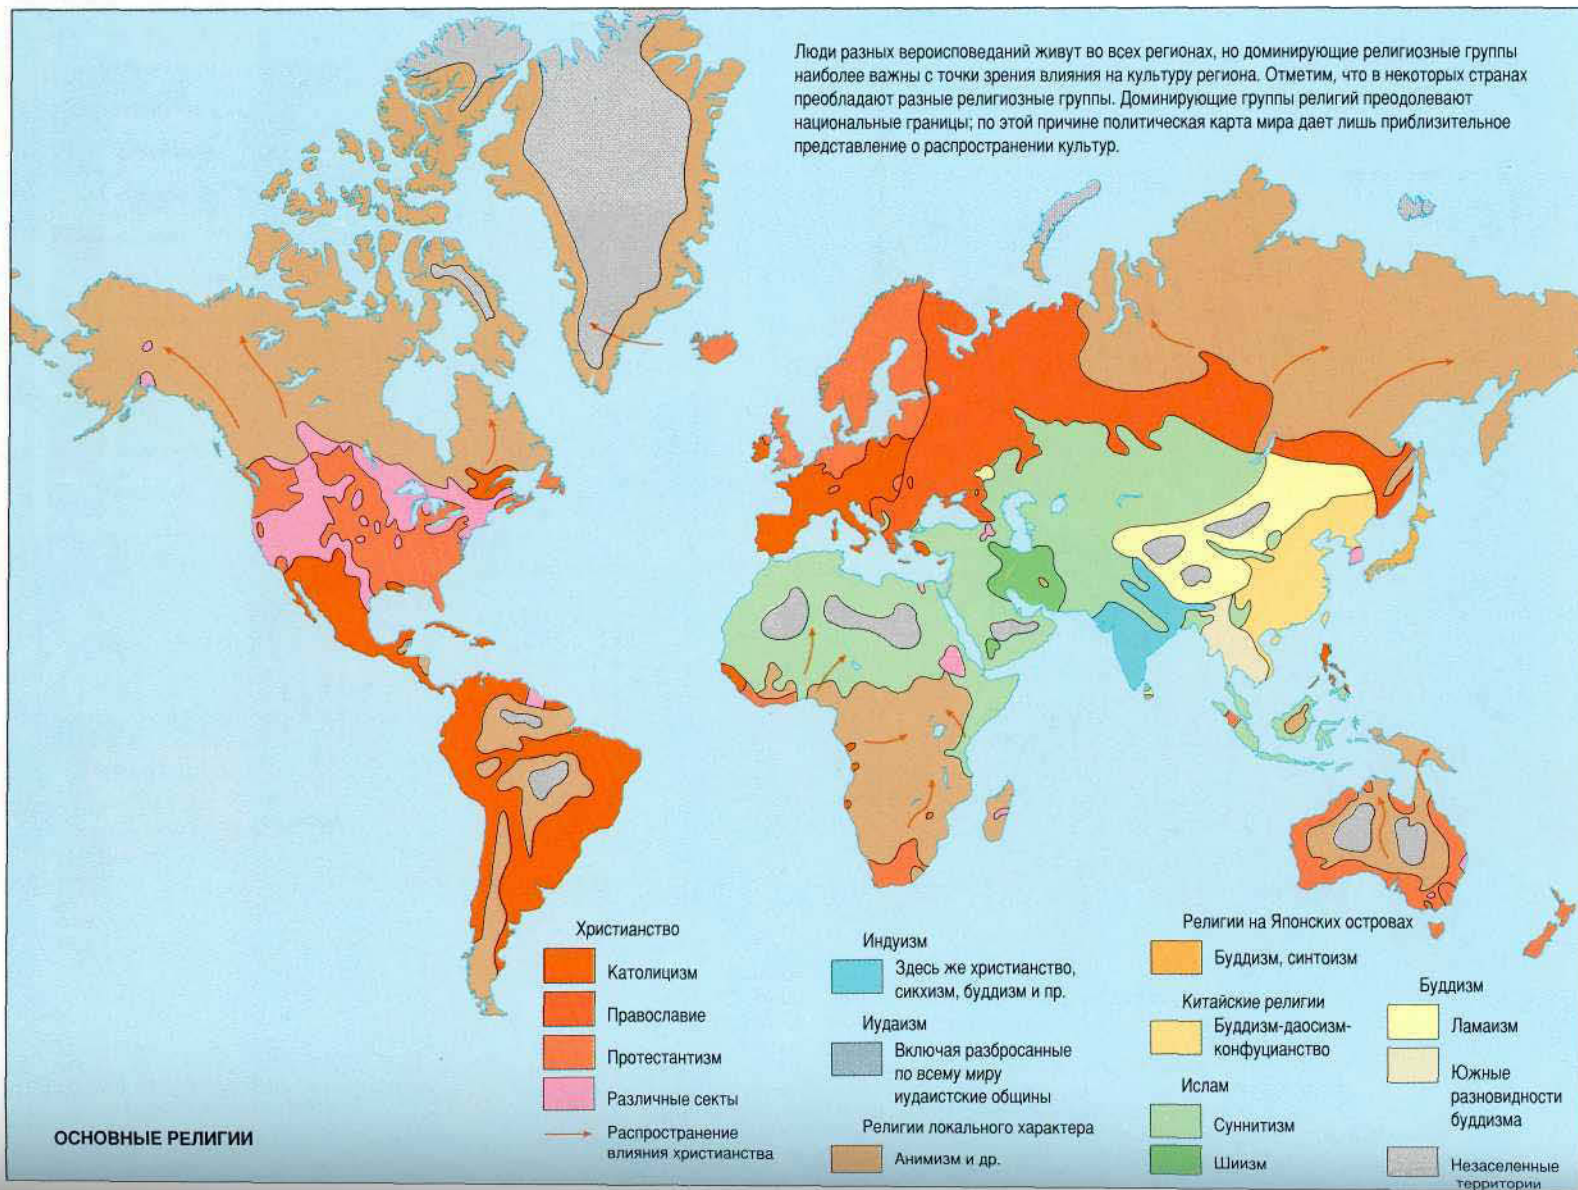 Люди разных вероисповеданий живут во всех регионах, но доминирующие религиозные группы
наиболее важны с точки зрения влияния на культуру региона. Отметим, что в некоторых странах
преобладают разные религиозные группы. Доминирующие группы религий преодолевают
национальные границы; по этой причине политическая карта мира дает лишь приблизительное
представление о распространении культур.
Христианство
Католицизм
Православие
Протестантизм
Различные секты
Распространение
влияния христианства
Индуизм
Здесь же христианство,
сикхизм, буддизм и пр.
Иудаизм
Включая разбросанные
по всему миру
иудаистские общины
Религии локального характера
Анимизм и др.
Религии на Японских островах
Буддизм, синтоизм
Китайские религии
Буддизм-даосизм-
конфуцианство
Ислам
Суннитизм
Шиизм
Буддизм
Ламаизм
Южные
разновидности
буддизма
Незаселенные
территории
ОСНОВНЫЕ РЕЛИГИИ